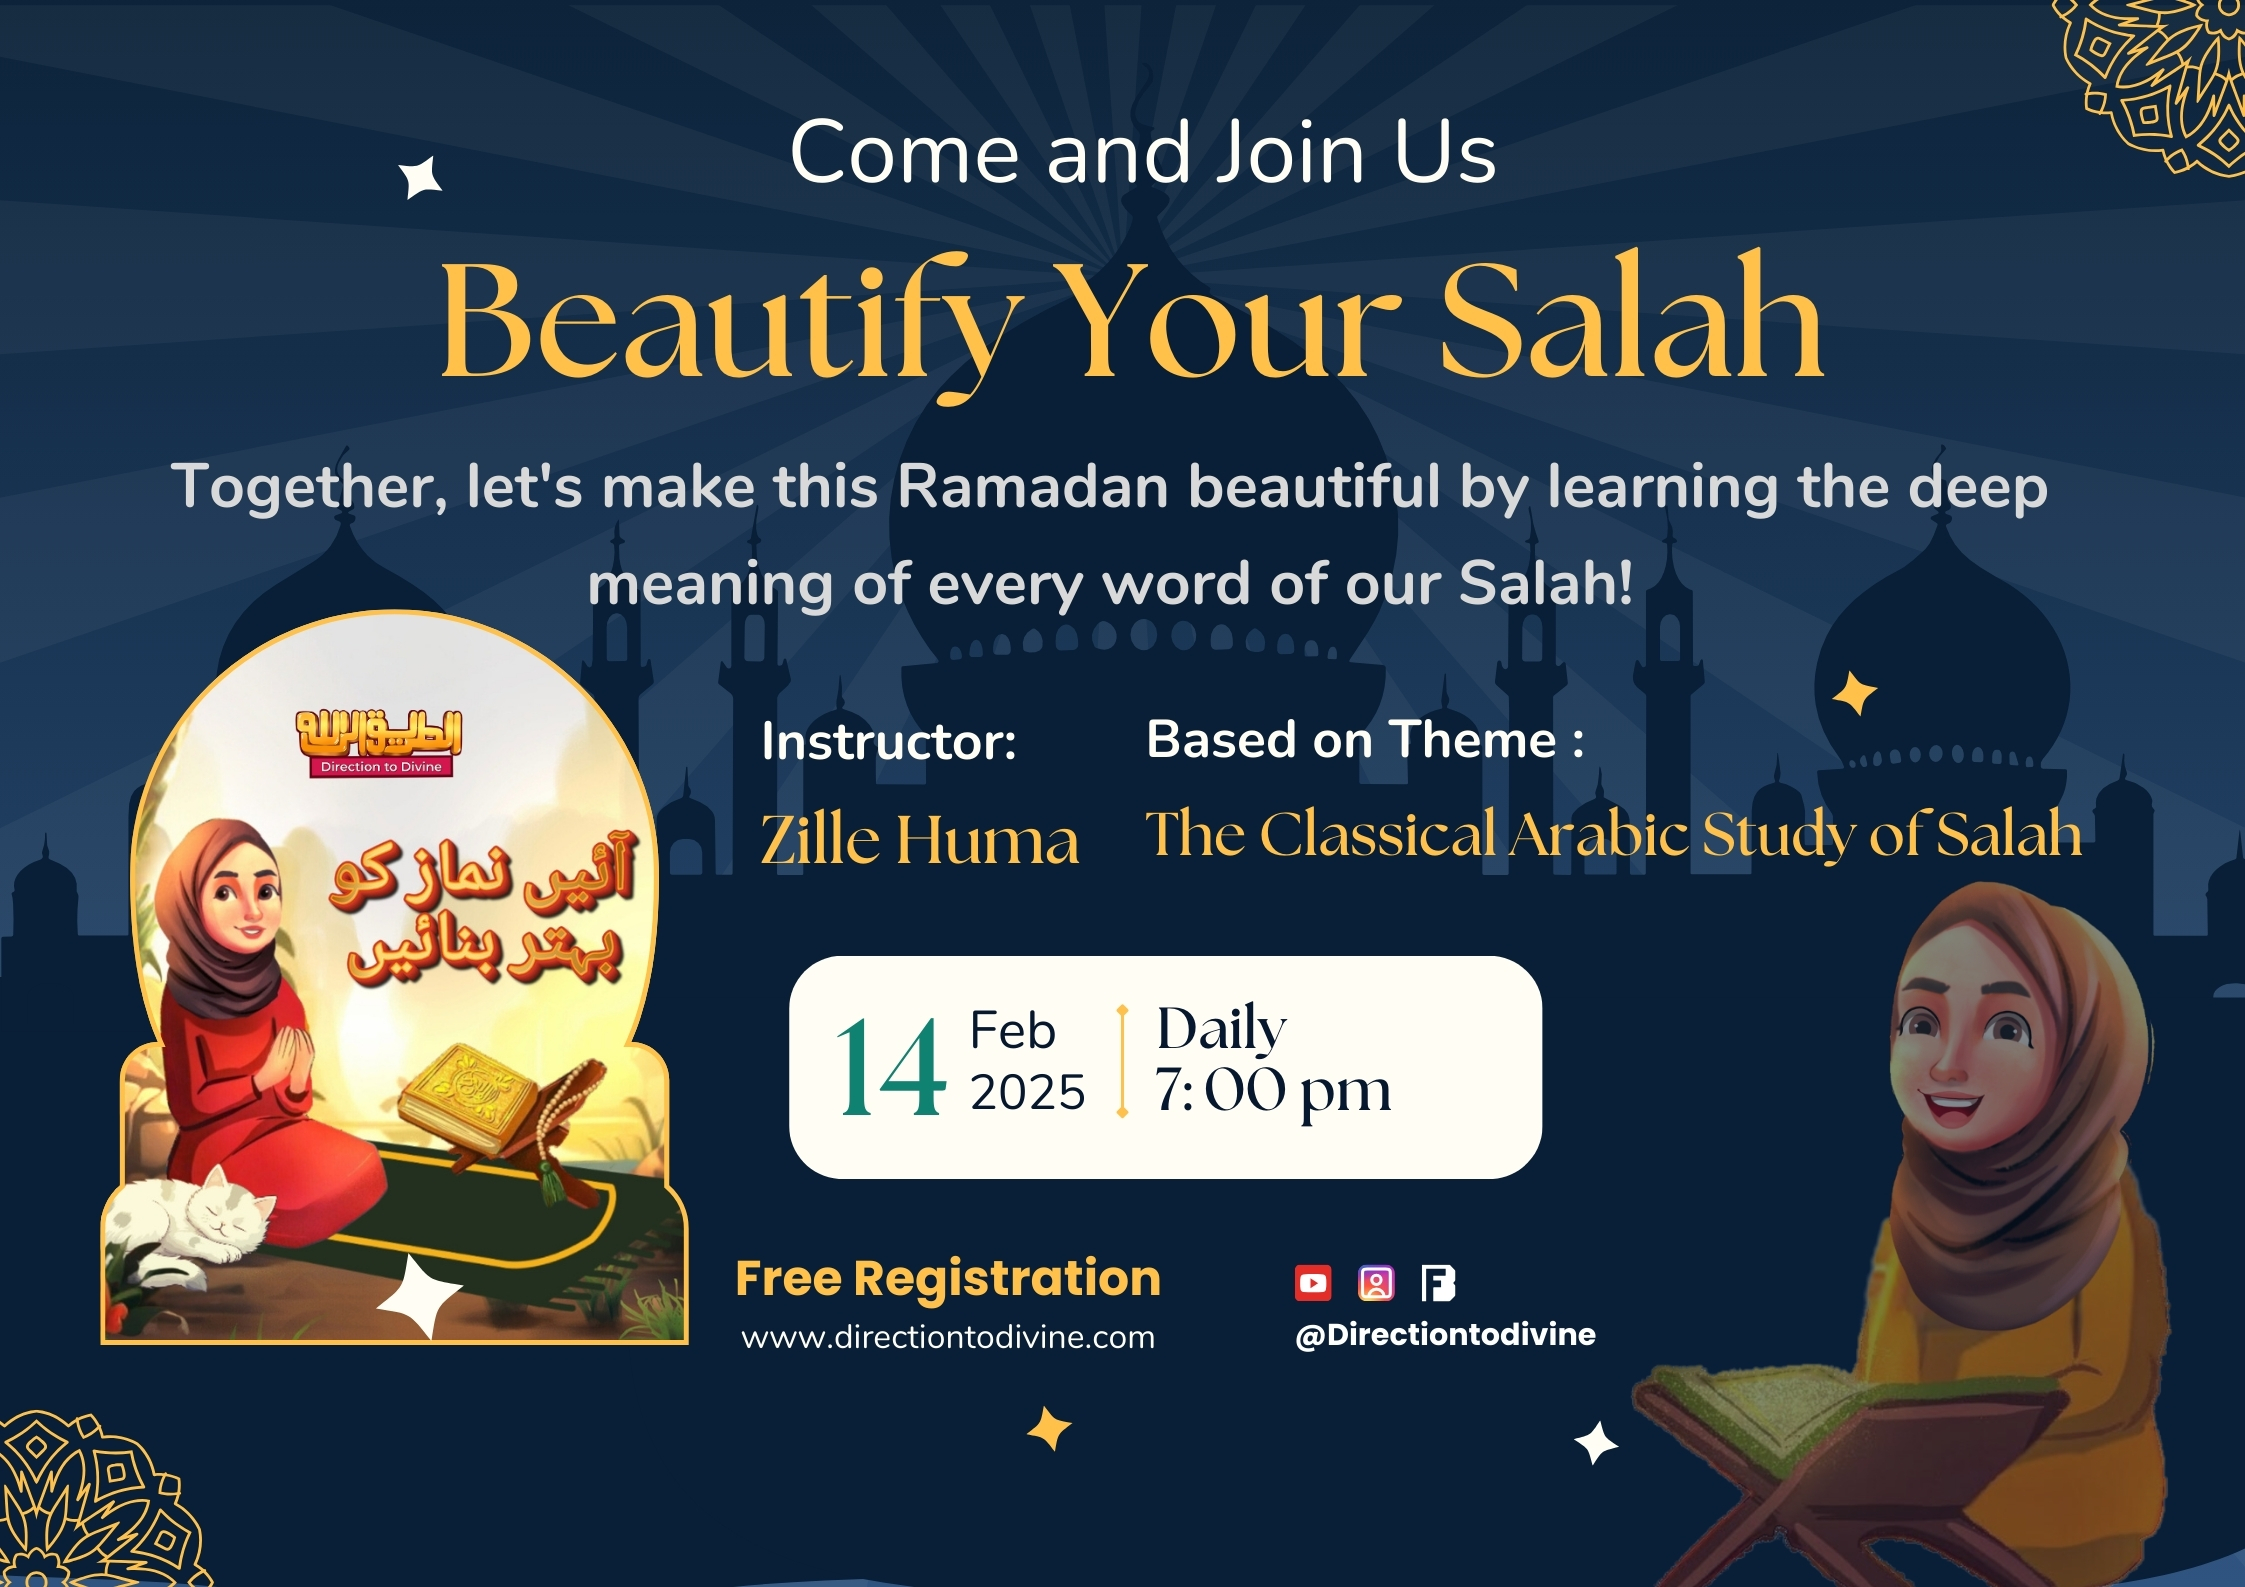 Come and Join Us
Beautify Your Salah
Together, let's make this Ramadan beautiful by learning the deep
meaning of every word of our Salah!
Direction to Divine
آئیں نماز کو
بہتر بنائیں
Instructor:
Zille Huma
Based on Theme :
The Classical Arabic Study of Salah
14
Feb
2025
Daily
7:00 pm
Free Registration
www.directiontodivine.com
@Directiontodivine